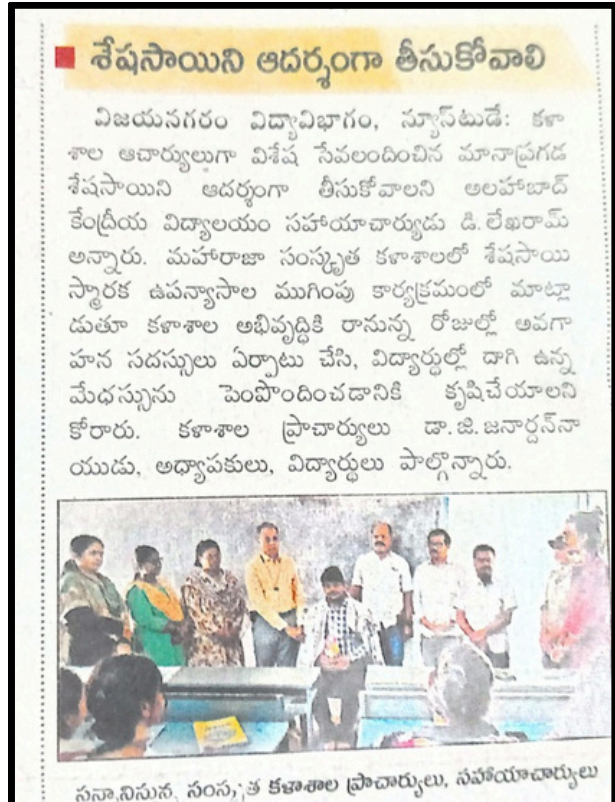 శేషసాయిని ఆదర్శంగా తీసుకోవాలి
విజయనగరం విద్యావిభాగం, న్యూస్‌టుడే: కళా
శాల ఆచార్యులుగా విశేష సేవలందించిన మానాప్రగడ
శేషసాయిని ఆదర్శంగా తీసుకోవాలని అలహాబాద్
కేంద్రీయ విద్యాలయం సహాయాచార్యుడు డి.లేఖరామ్
అన్నారు. మహారాజా సంస్కృత కళాశాలలో శేషసాయి
స్మారక ఉపన్యాసాల ముగింపు కార్యక్రమంలో మాట్లా
డుతూ కళాశాల అభివృద్ధికి రానున్న రోజుల్లో అవగా
హన సదస్సులు ఏర్పాటు చేసి, విద్యార్థుల్లో దాగి ఉన్న
మేధస్సును పెంపొందించడానికి కృషిచేయాలని
కోరారు. కళాశాల ప్రాచార్యులు డా.జి.జనార్దన్‌నా
యుడు, అధ్యాపకులు, విద్యార్థులు పాల్గొన్నారు.
సన్మానిస్తున్న సంస్కృత కళాశాల ప్రాచార్యులు, సహాయాచార్యులు